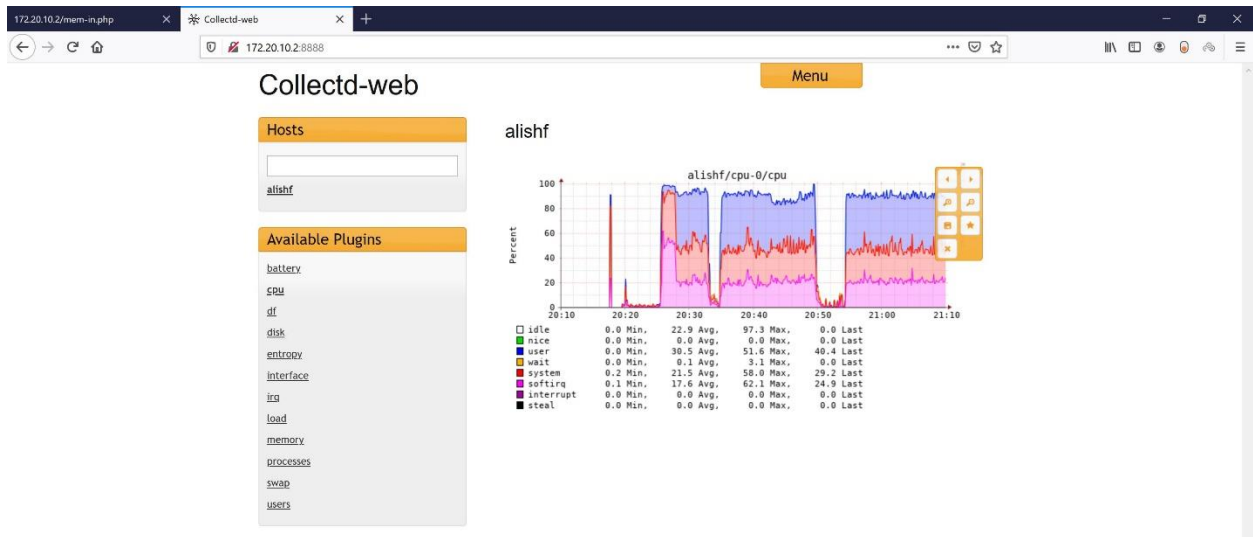 172.20.10.2/mem-in.php
Collectd-web
172.20.10.2:8888
Collectd-web
Menu
Hosts
alishf
Available Plugins
battery
cpu
df
disk
entropy
interface
irq
load
memory
processes
swap
users
alishf
alishf/cpu-0/cpu
Percent
100
80
60
40
20
0
20:10 20:20 20:30 20:40 20:50 21:00 21:10
idle 0.0 Min, 22.9 Avg, 97.3 Max, 0.0 Last
nice 0.0 Min, 0.0 Avg, 0.0 Max, 0.0 Last
user 0.0 Min, 30.5 Avg, 51.6 Max, 40.4 Last
wait 0.0 Min, 0.1 Avg, 3.1 Max, 0.0 Last
system 0.2 Min, 21.5 Avg, 58.0 Max, 29.2 Last
softirq 0.1 Min, 17.6 Avg, 62.1 Max, 24.9 Last
interrupt 0.0 Min, 0.0 Avg, 0.0 Max, 0.0 Last
steal 0.0 Min, 0.0 Avg, 0.0 Max, 0.0 Last